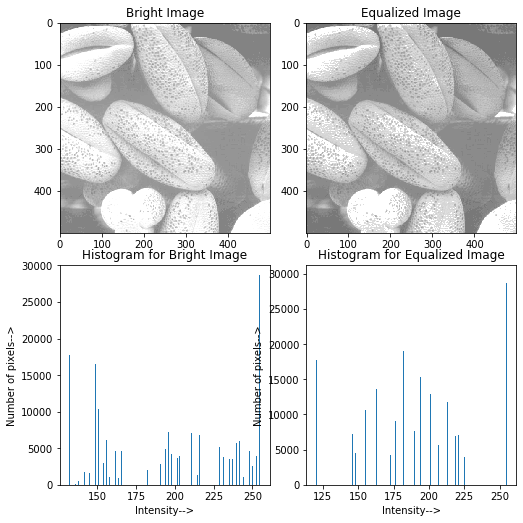 Bright Image
Equalized Image
0
100
200
300
400
0 100 200 300 400
0
100
200
300
400
0 100 200 300 400
Histogram for Bright Image
Histogram for Equalized Image
30000
25000
20000
15000
10000
5000
0
Number of pixels-->
150 175 200 225 250
Intensity-->
30000
25000
20000
15000
10000
5000
0
Number of pixels-->
125 150 175 200 225 250
Intensity-->